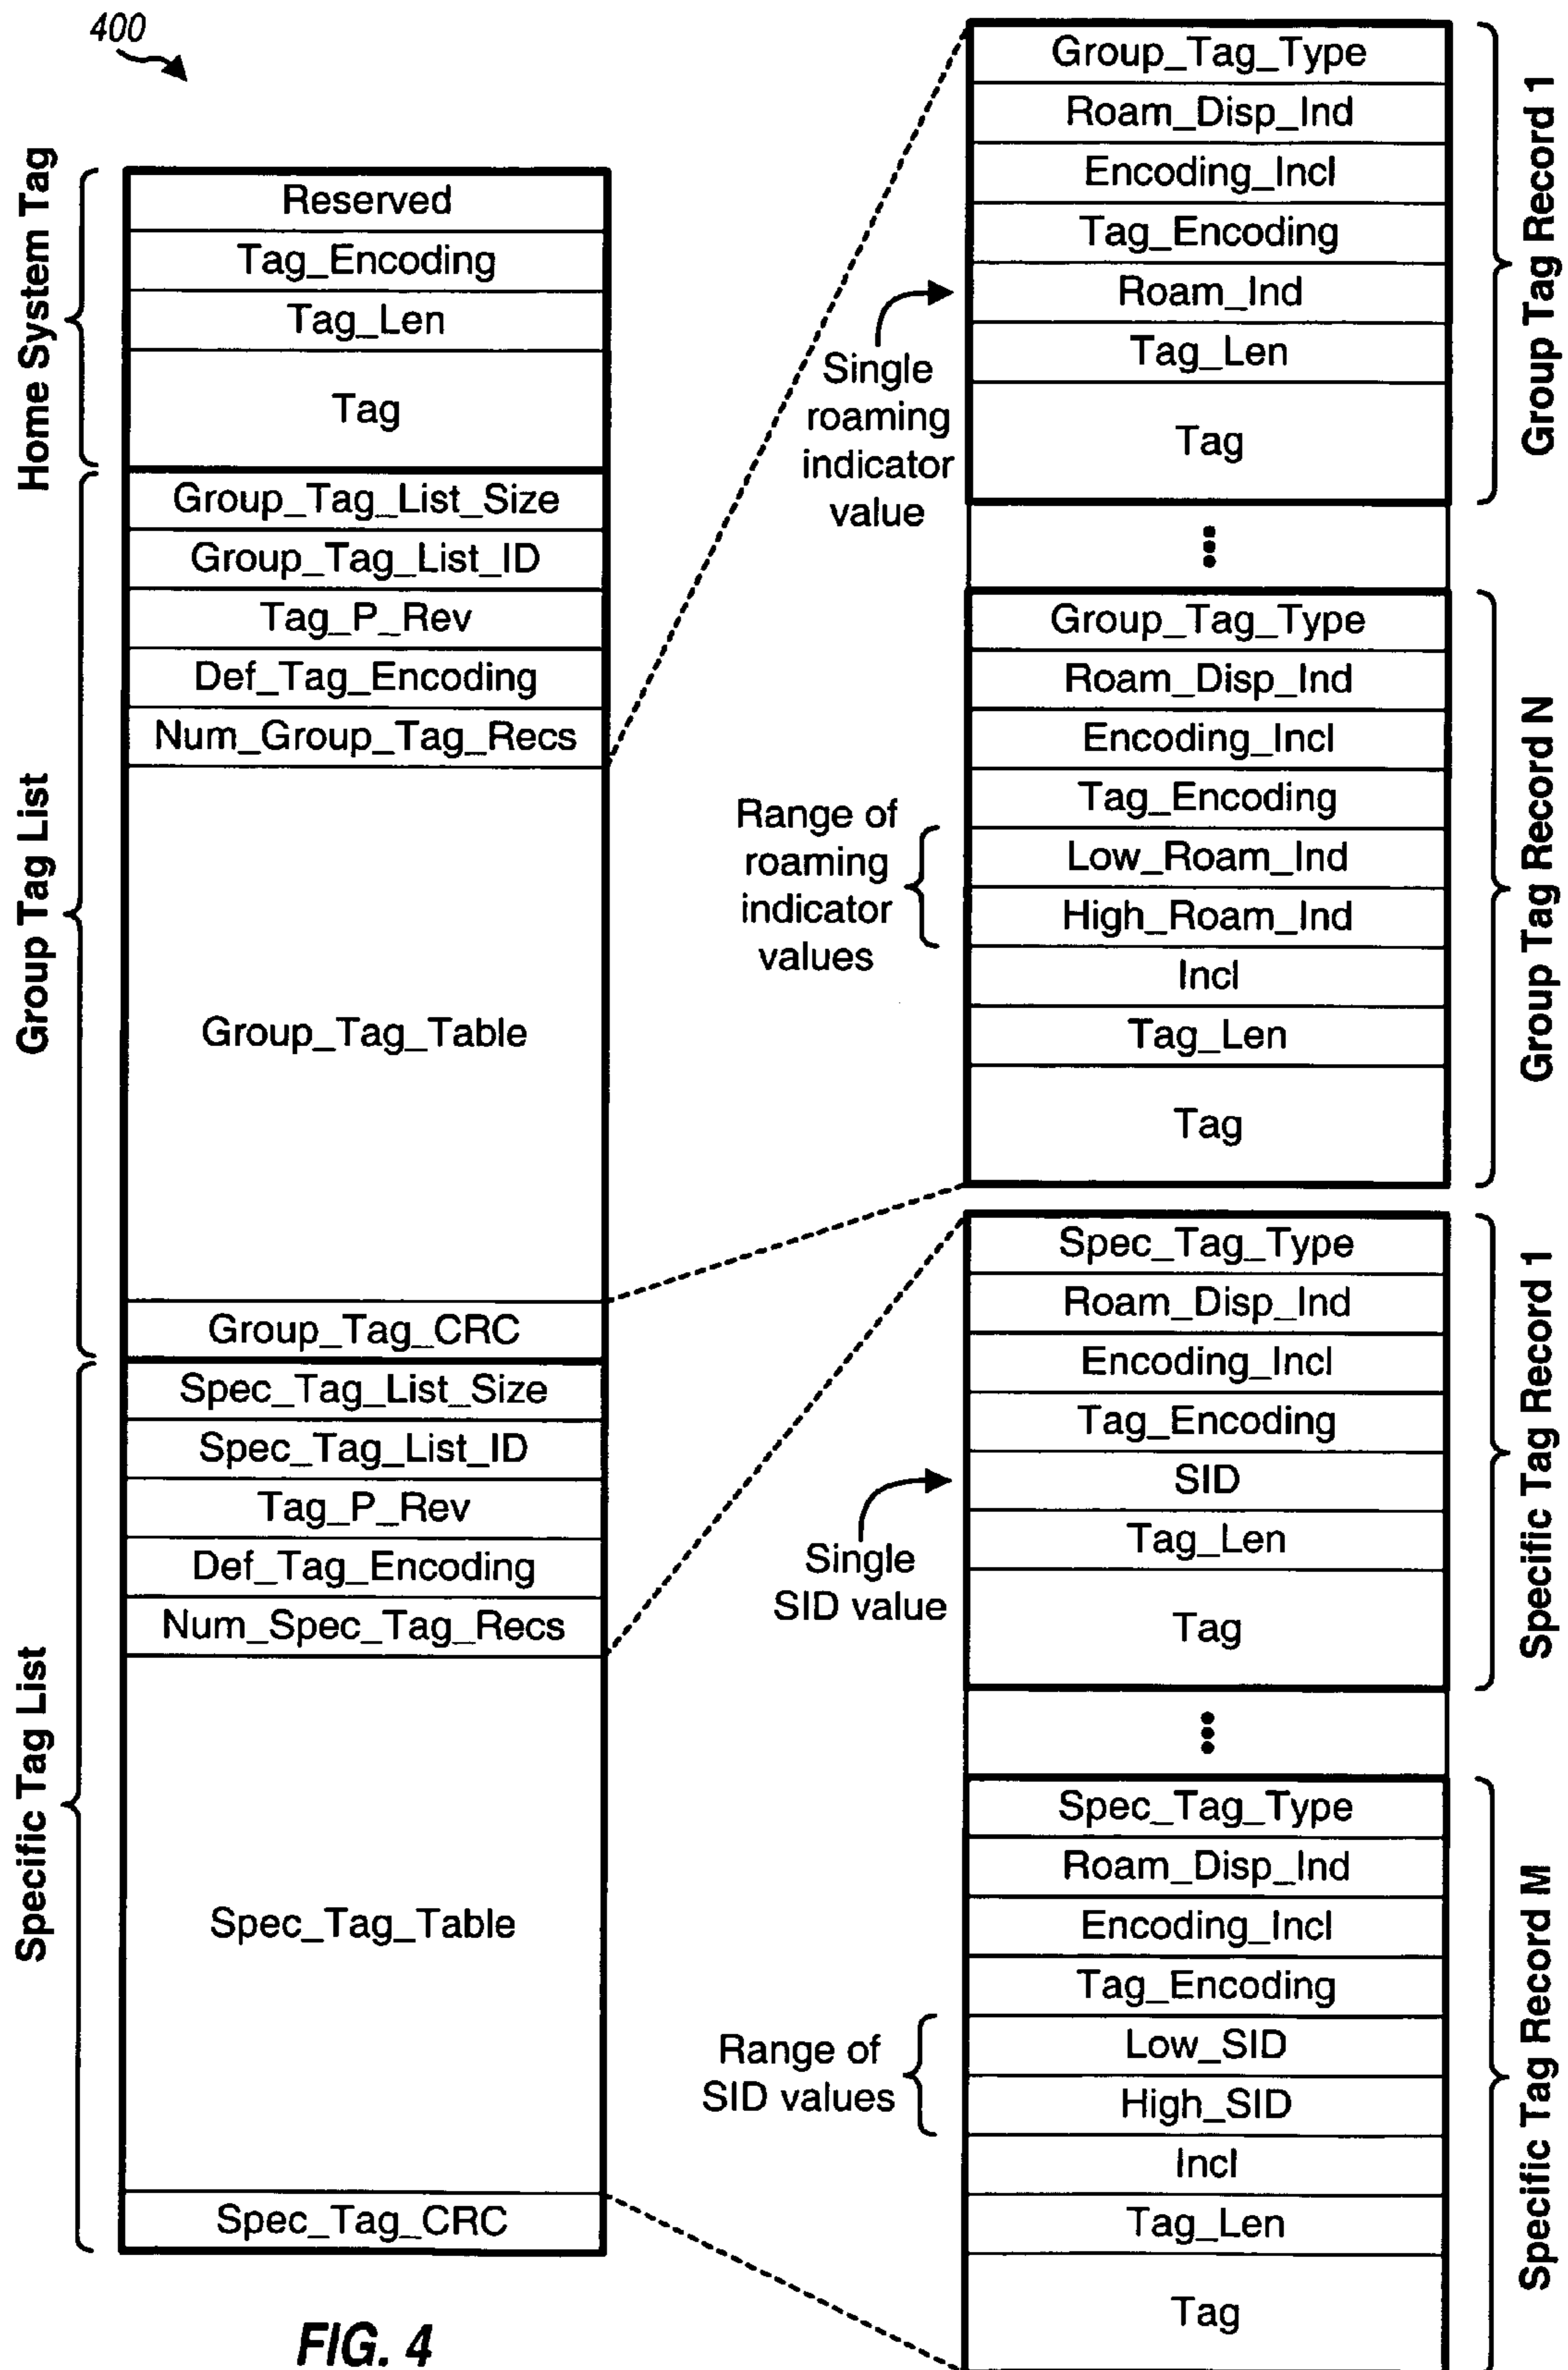 400
Home System Tag
Reserved
Tag_Encoding
Tag_Len
Tag
Group Tag List
Group_Tag_List_Size
Group_Tag_List_ID
Tag_P_Rev
Def_Tag_Encoding
Num_Group_Tag_Recs
Group_Tag_Table
Group_Tag_CRC
Specific Tag List
Spec_Tag_List_Size
Spec_Tag_List_ID
Tag_P_Rev
Def_Tag_Encoding
Num_Spec_Tag_Recs
Spec_Tag_Table
Spec_Tag_CRC
Group Tag Record 1
Group_Tag_Type
Roam_Disp_Ind
Encoding_Incl
Tag_Encoding
Roam_Ind
Tag_Len
Tag
Single
roaming
indicator
value
Group Tag Record N
Group_Tag_Type
Roam_Disp_Ind
Encoding_Incl
Tag_Encoding
Low_Roam_Ind
High_Roam_Ind
Incl
Tag_Len
Tag
Range of
roaming
indicator
values
Specific Tag Record 1
Spec_Tag_Type
Roam_Disp_Ind
Encoding_Incl
Tag_Encoding
SID
Tag_Len
Tag
Single
SID value
Specific Tag Record M
Spec_Tag_Type
Roam_Disp_Ind
Encoding_Incl
Tag_Encoding
Low_SID
High_SID
Incl
Tag_Len
Tag
Range of
SID values
FIG. 4